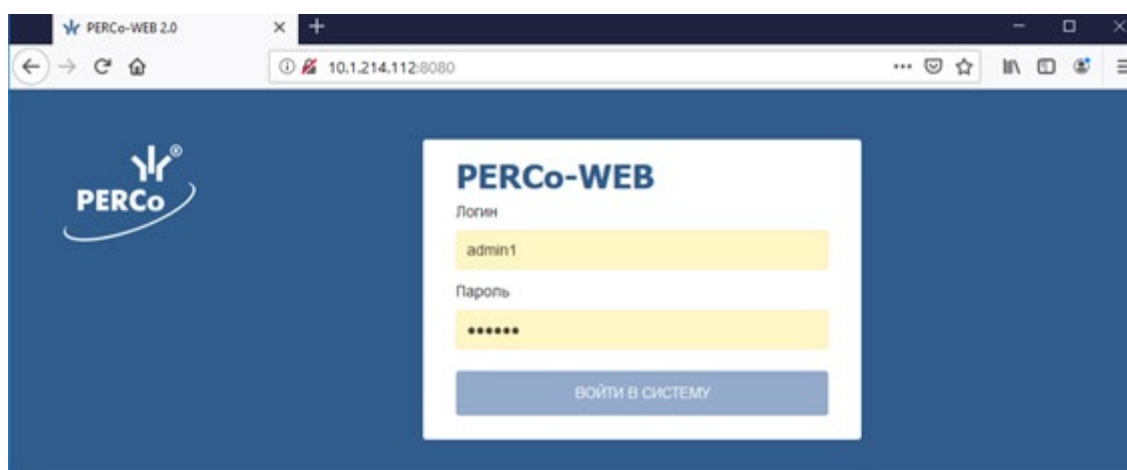 PERCo-WEB 2.0
10.1.214.112:8080
PERCo®
PERCo-WEB
Логин
admin1
Пароль
••••••
ВОЙТИ В СИСТЕМУ